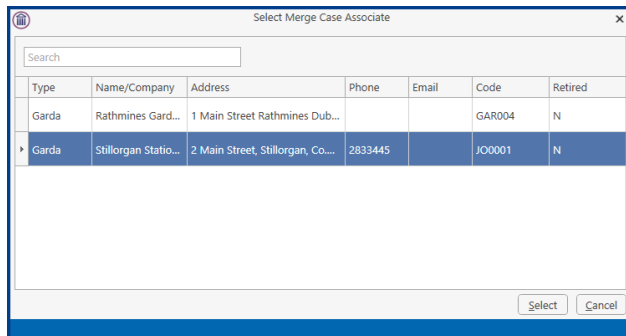 Select Merge Case Associate
Search
Type Name/Company Address Phone Email Code Retired
Garda Rathmines Gard... 1 Main Street Rathmines Dub... GAR004 N
Garda Stillorgan Statio... 2 Main Street, Stillorgan, Co.... 2833445 JO0001 N
Select Cancel